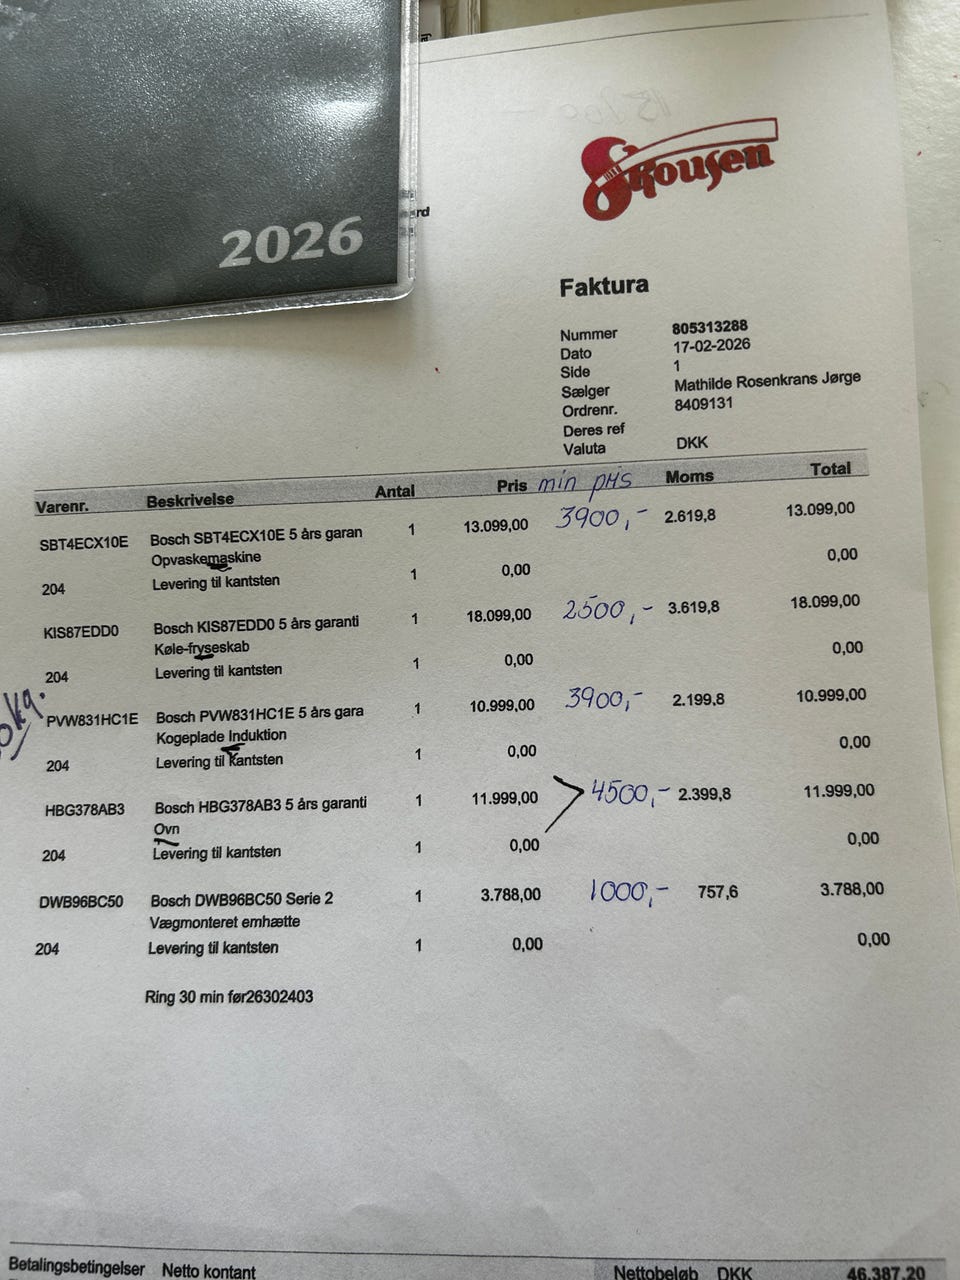 2026
Skousen
Faktura
Nummer 805313288
Dato 17-02-2026
Side 1
Sælger Mathilde Rosenkrans Jørge
Ordrenr. 8409131
Deres ref
Valuta DKK
Varenr. Beskrivelse Antal Pris min pris Moms Total
SBT4ECX10E Bosch SBT4ECX10E 5 års garan 1 13.099,00 3900,- 2.619,8 13.099,00
Opvaskemaskine
204 Levering til kantsten 1 0,00 0,00
KIS87EDD0 Bosch KIS87EDD0 5 års garanti 1 18.099,00 2500,- 3.619,8 18.099,00
Køle-fryseskab
204 Levering til kantsten 1 0,00 0,00
PVW831HC1E Bosch PVW831HC1E 5 års gara 1 10.999,00 3900,- 2.199,8 10.999,00
Kogeplade Induktion
204 Levering til kantsten 1 0,00 0,00
HBG378AB3 Bosch HBG378AB3 5 års garanti 1 11.999,00 4500,- 2.399,8 11.999,00
Ovn
204 Levering til kantsten 1 0,00 0,00
DWB96BC50 Bosch DWB96BC50 Serie 2 1 3.788,00 1000,- 757,6 3.788,00
Vægmonteret emhætte
204 Levering til kantsten 1 0,00 0,00
Ring 30 min før26302403
Betalingsbetingelser Netto kontant Nettobeløb DKK 46.387,20